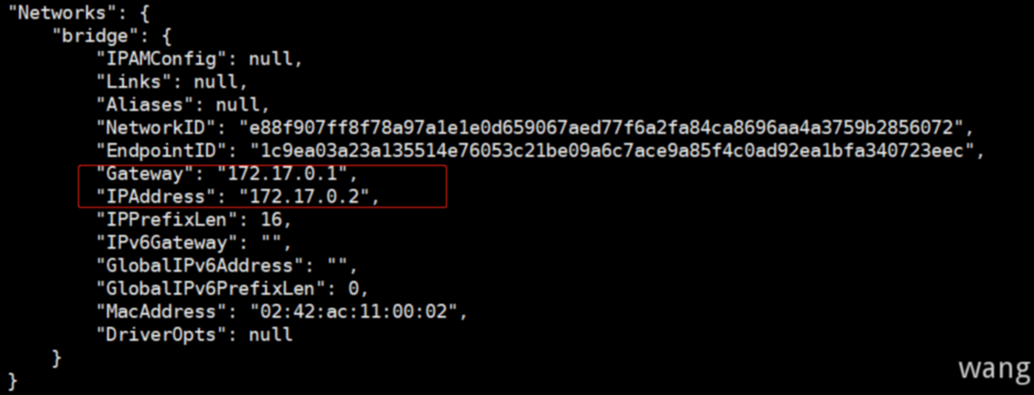 "Networks": {
"bridge": {
"IPAMConfig": null,
"Links": null,
"Aliases": null,
"NetworkID": "e88f907ff8f78a97a1e1e0d659067aed77f6a2fa84ca8696aa4a3759b2856072",
"EndpointID": "1c9ea03a23a135514e76053c21be09a6c7ace9a85f4c0ad92ea1bfa340723eec",
"Gateway": "172.17.0.1",
"IPAddress": "172.17.0.2",
"IPPrefixLen": 16,
"IPv6Gateway": "",
"GlobalIPv6Address": "",
"GlobalIPv6PrefixLen": 0,
"MacAddress": "02:42:ac:11:00:02",
"DriverOpts": null
}
}
wang